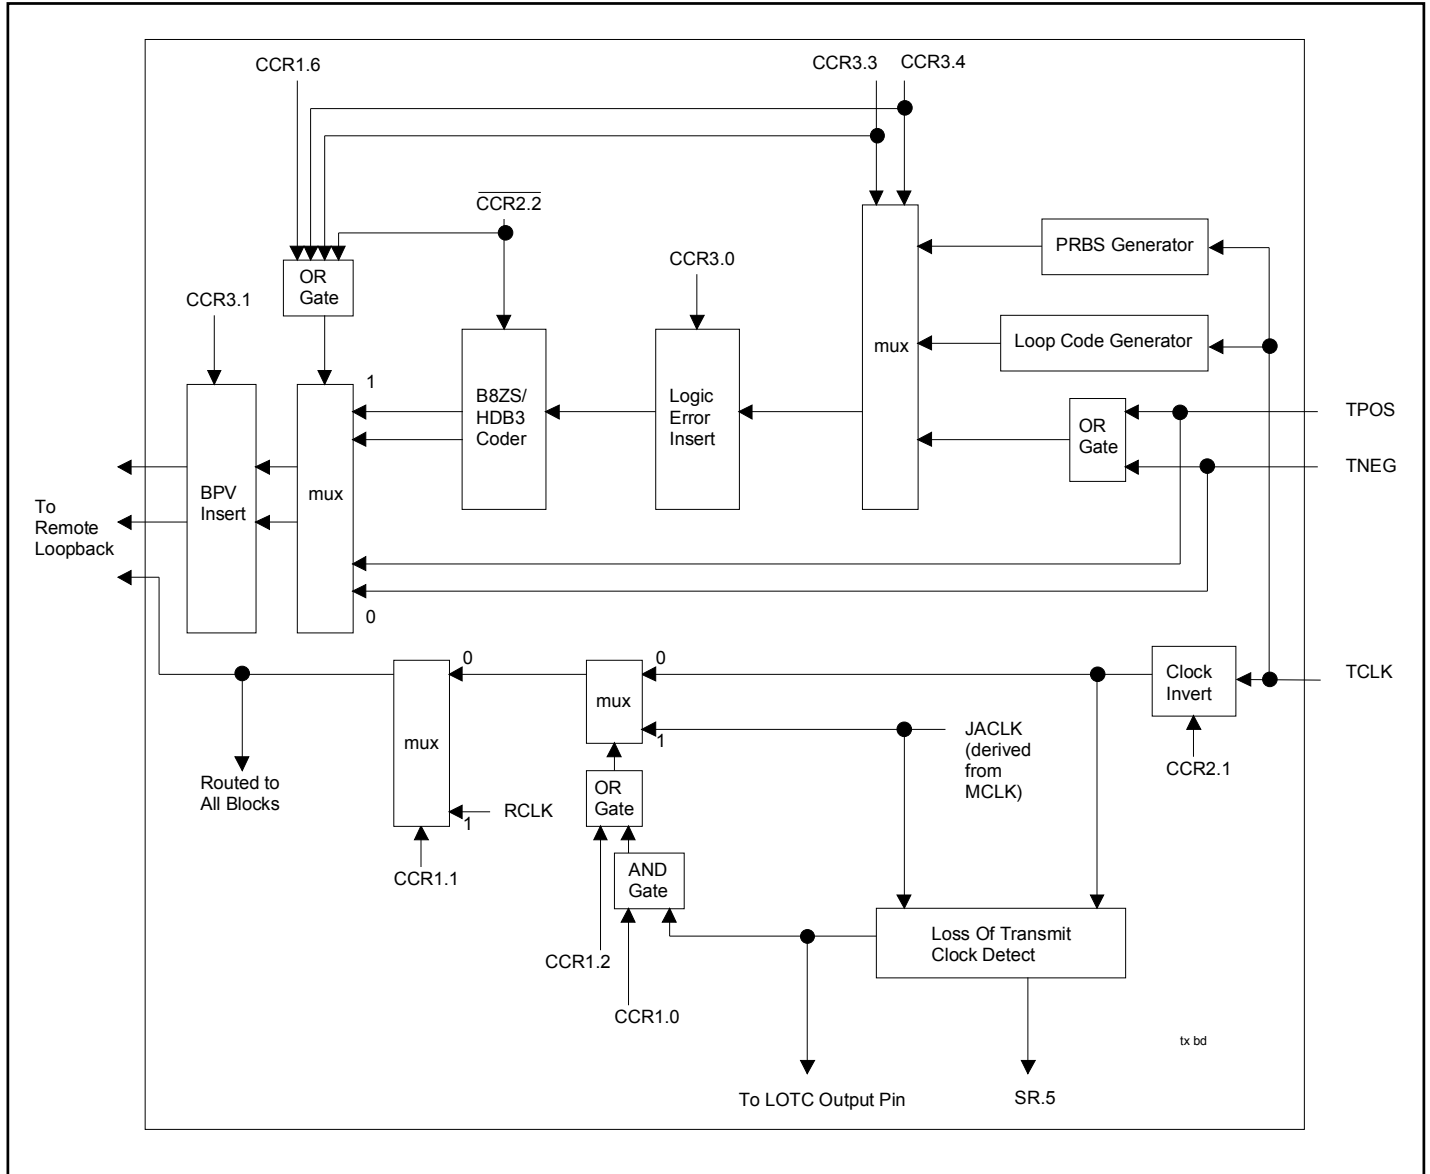 CCR1.6
CCR3.3
CCR3.4
CCR2.2
CCR3.0
CCR3.1
OR
Gate
PRBS Generator
Loop Code Generator
mux
B8ZS/
HDB3
Coder
Logic
Error
Insert
OR
Gate
TPOS
TNEG
1
BPV
Insert
mux
0
To
Remote
Loopback
0
mux
1
RCLK
CCR1.1
Routed to
All Blocks
0
mux
1
OR
Gate
AND
Gate
CCR1.2
CCR1.0
JACLK
(derived
from
MCLK)
Clock
Invert
CCR2.1
TCLK
Loss Of Transmit
Clock Detect
To LOTC Output Pin
SR.5
tx bd